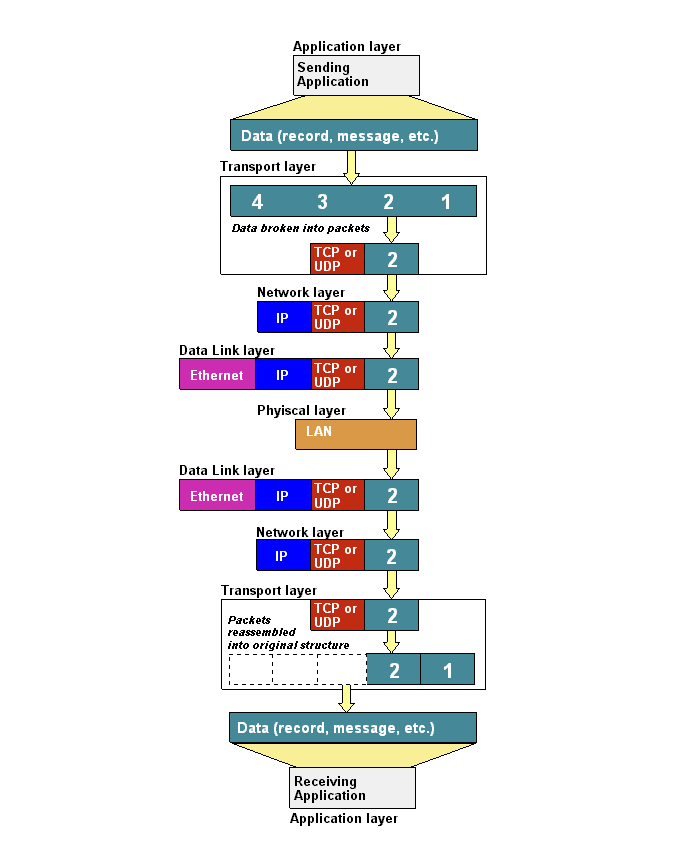 Application layer
Sending
Application
Data (record, message, etc.)
Transport layer
4 3 2 1
Data broken into packets
TCP or
UDP
2
Network layer
IP
TCP or
UDP
2
Data Link layer
Ethernet
IP
TCP or
UDP
2
Phyiscal layer
LAN
Data Link layer
Ethernet
IP
TCP or
UDP
2
Network layer
IP
TCP or
UDP
2
Transport layer
TCP or
UDP
2
Packets
reassembled
into original structure
2 1
Data (record, message, etc.)
Receiving
Application
Application layer